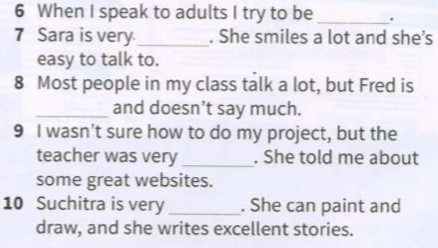 6 When I speak to adults I try to be ________.
7 Sara is very ________. She smiles a lot and she's
easy to talk to.
8 Most people in my class talk a lot, but Fred is
________ and doesn't say much.
9 I wasn't sure how to do my project, but the
teacher was very ________. She told me about
some great websites.
10 Suchitra is very ________. She can paint and
draw, and she writes excellent stories.